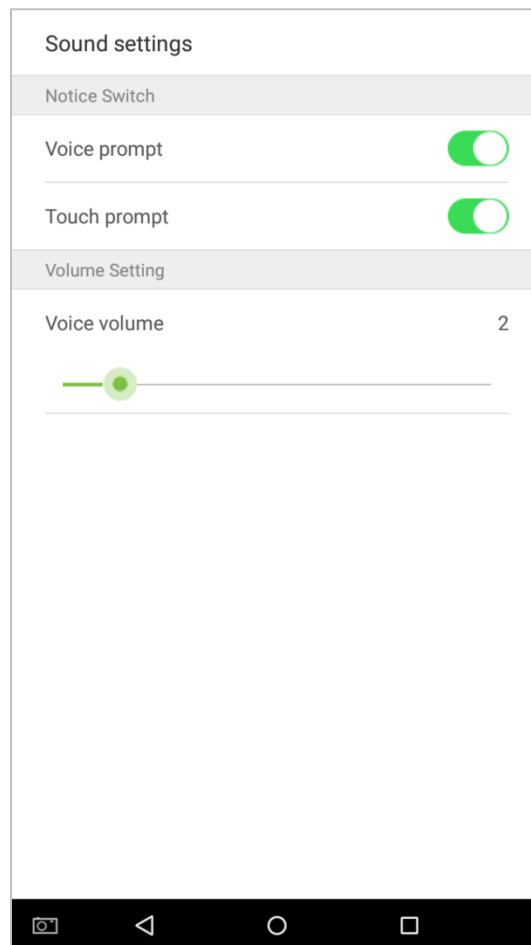 Sound settings
Notice Switch
Voice prompt
Touch prompt
Volume Setting
Voice volume 2